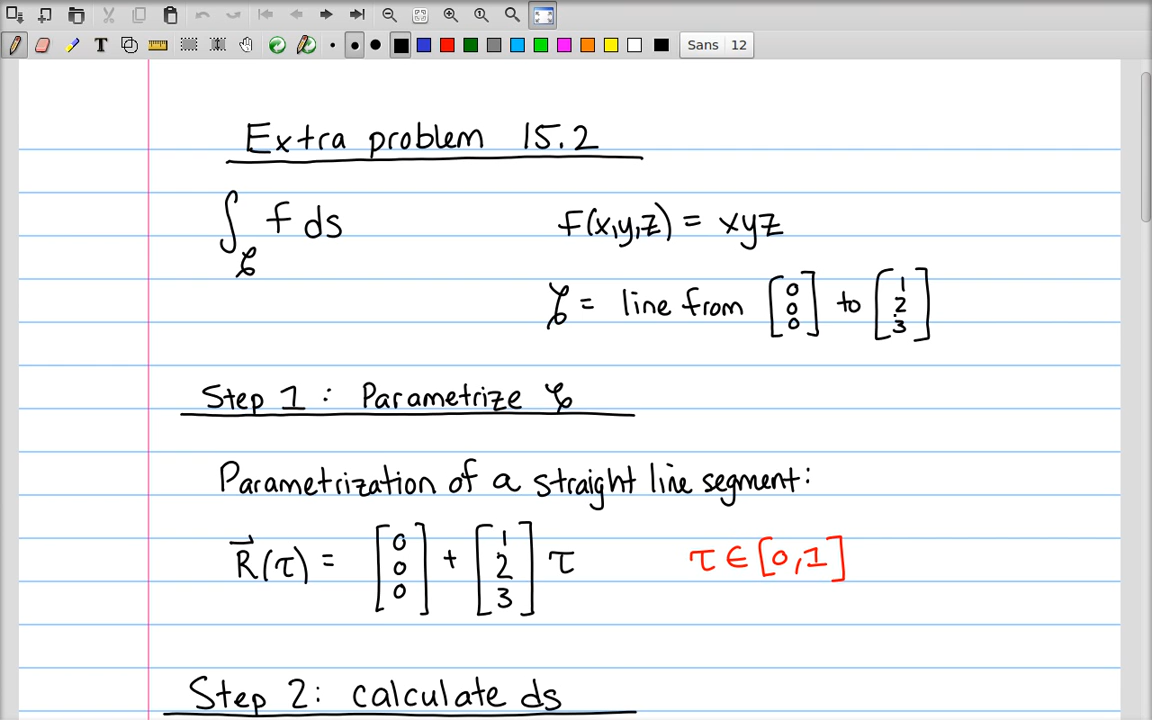 Sans 12
Extra problem 15.2
∫_𝒞 f ds
f(x,y,z) = xyz
𝒞 = line from [0 0 0] to [1 2 3]
Step 1: Parametrize 𝒞
Parametrization of a straight line segment:
R⃗(τ) = [0 0 0] + [1 2 3] τ τ ∈ [0,1]
Step 2: calculate ds